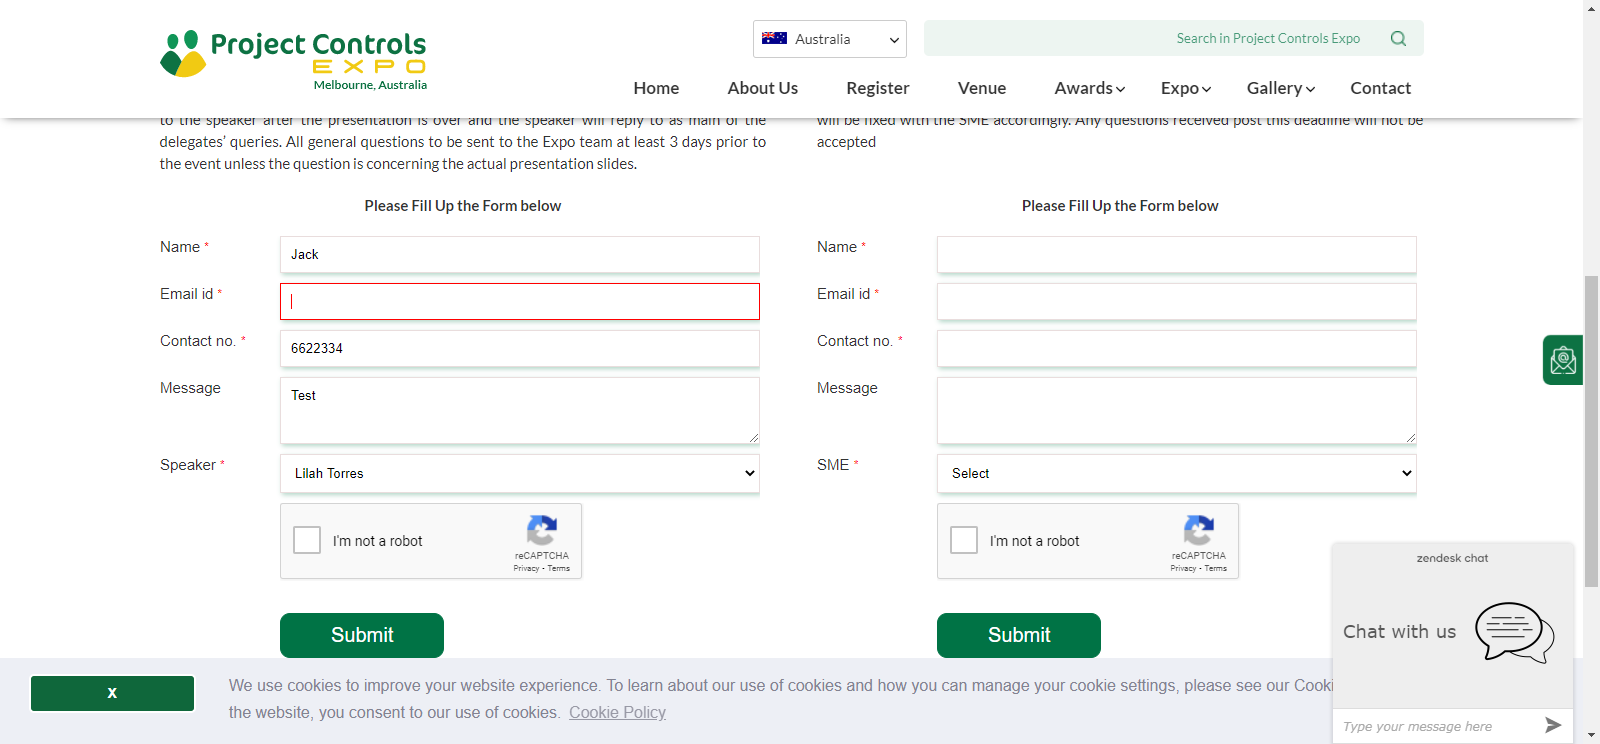 Project Controls
EXPO
Melbourne, Australia
Australia
Search in Project Controls Expo
Home About Us Register Venue Awards Expo Gallery Contact
to the speaker after the presentation is over and the speaker will reply to as main of the
delegates' queries. All general questions to be sent to the Expo team at least 3 days prior to
the event unless the question is concerning the actual presentation slides.
will be fixed with the SME accordingly. Any questions received post this deadline will not be
accepted
Please Fill Up the Form below
Name *
Jack
Email id *
Contact no. *
6622334
Message
Test
Speaker *
Lilah Torres
I'm not a robot
reCAPTCHA
Privacy - Terms
Submit
Please Fill Up the Form below
Name *
Email id *
Contact no. *
Message
SME *
Select
I'm not a robot
reCAPTCHA
Privacy - Terms
Submit
zendesk chat
Chat with us
Type your message here
X
We use cookies to improve your website experience. To learn about our use of cookies and how you can manage your cookie settings, please see our Cooki
the website, you consent to our use of cookies. Cookie Policy